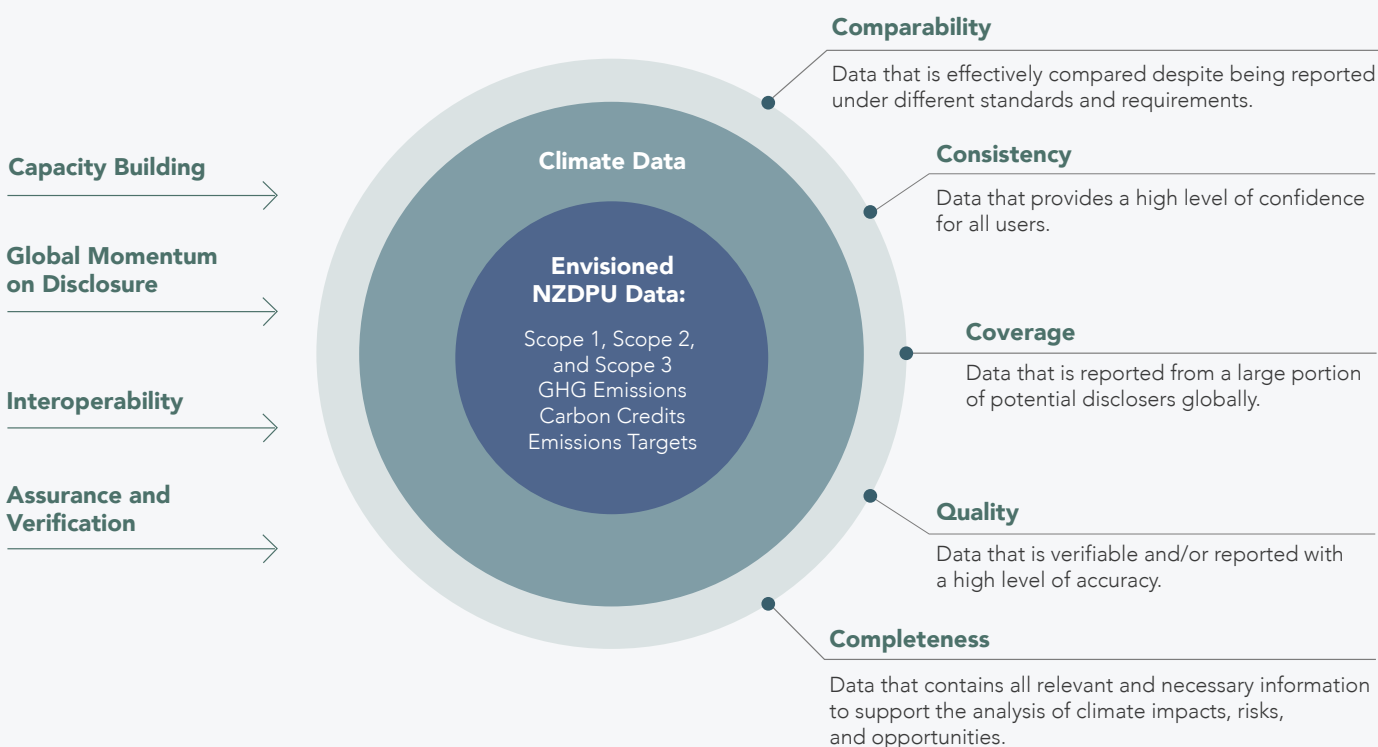 Capacity Building
Global Momentum
on Disclosure
Interoperability
Assurance and
Verification
Climate Data
Envisioned
NZDPU Data:
Scope 1, Scope 2,
and Scope 3
GHG Emissions
Carbon Credits
Emissions Targets
Comparability
Data that is effectively compared despite being reported
under different standards and requirements.
Consistency
Data that provides a high level of confidence
for all users.
Coverage
Data that is reported from a large portion
of potential disclosers globally.
Quality
Data that is verifiable and/or reported with
a high level of accuracy.
Completeness
Data that contains all relevant and necessary information
to support the analysis of climate impacts, risks,
and opportunities.